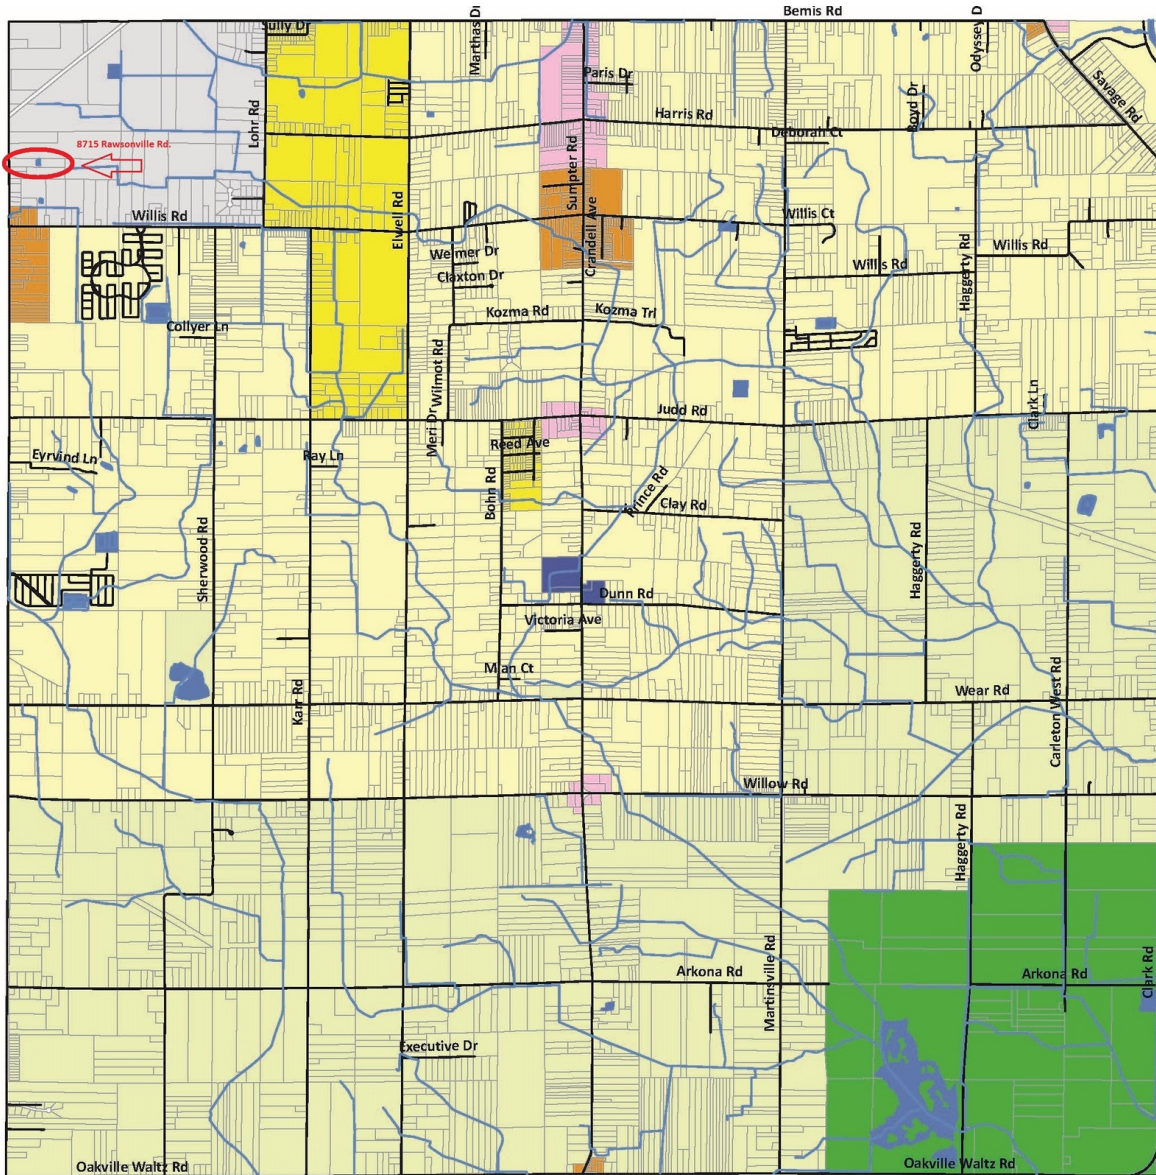 Bemis Rd
Sully Dr
Marthas D
Odyssey D
Paris Dr
Savage Rd
Lohr Rd
Harris Rd
Boyd Dr
Deborah Ct
8715 Rawsonville Rd.
Sumpter Rd
Elwell Rd
Willis Rd
Crandell Ave
Willis Ct
Haggerty Rd
Willis Rd
Weimer Dr
Willis Rd
Claxton Dr
Kozma Rd
Kozma Trl
Collyer Ln
Wilmot Rd
Meri Dr
Judd Rd
Clark Ln
Reed Ave
Eyrvind Ln
Ray Ln
Bohn Rd
Prince Rd
Clay Rd
Sherwood Rd
Haggerty Rd
Dunn Rd
Victoria Ave
Mian Ct
Karr Rd
Wear Rd
Carleton West Rd
Willow Rd
Haggerty Rd
Martinsville Rd
Arkona Rd
Arkona Rd
Clark Rd
Executive Dr
Oakville Waltz Rd
Oakville Waltz Rd